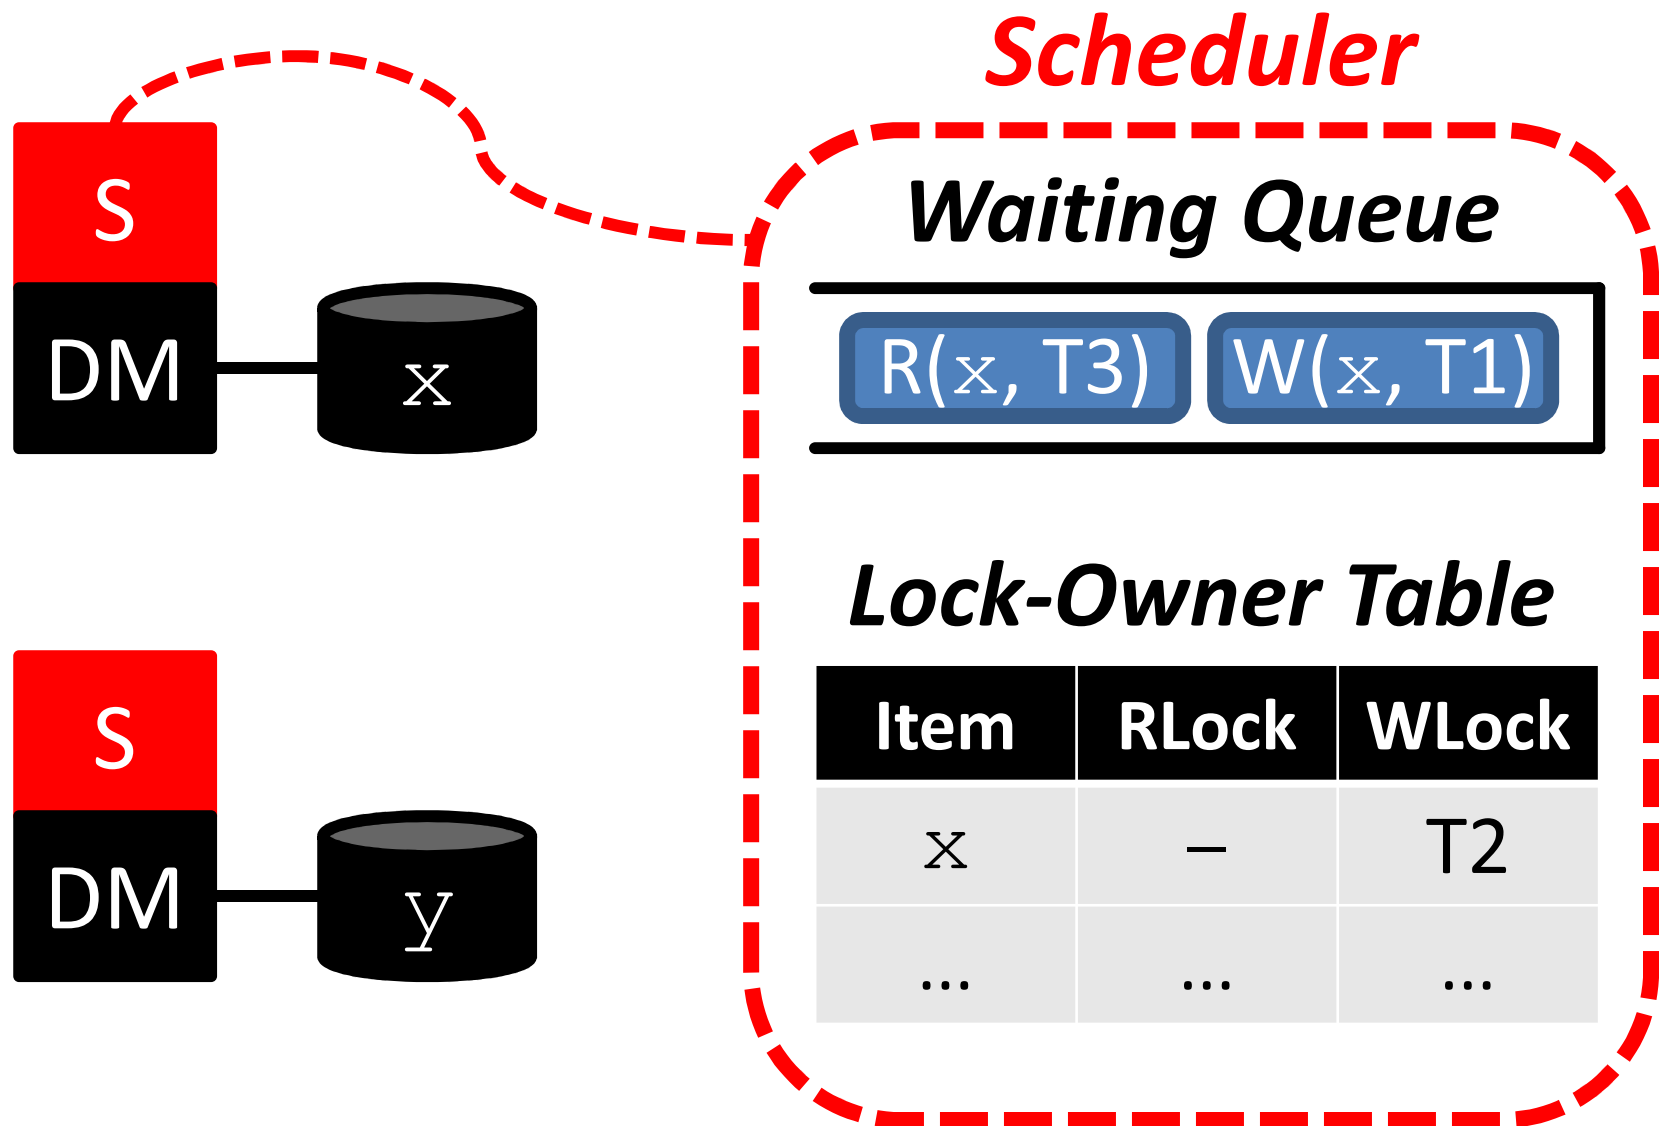 S
DM
x
S
DM
y
Scheduler
Waiting Queue
R(x, T3) W(x, T1)
Lock-Owner Table
Item RLock WLock
x – T2
... ... ...